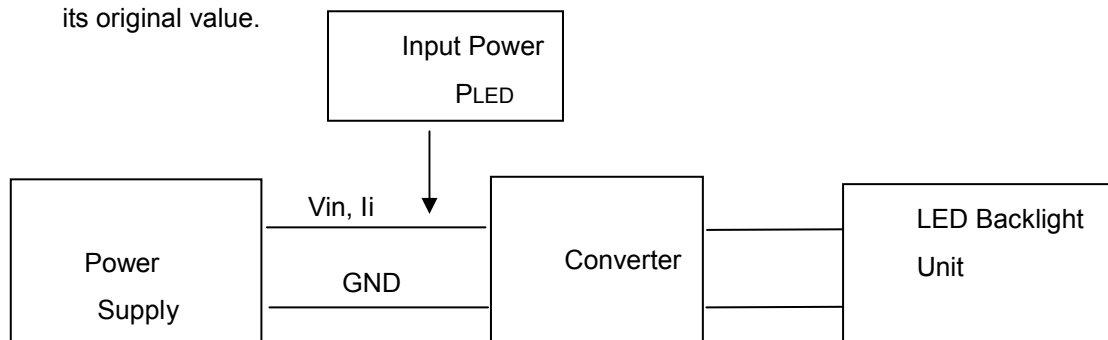 its original value.
Input Power
PLED
Vin, Ii
GND
Power
Supply
Converter
LED Backlight
Unit